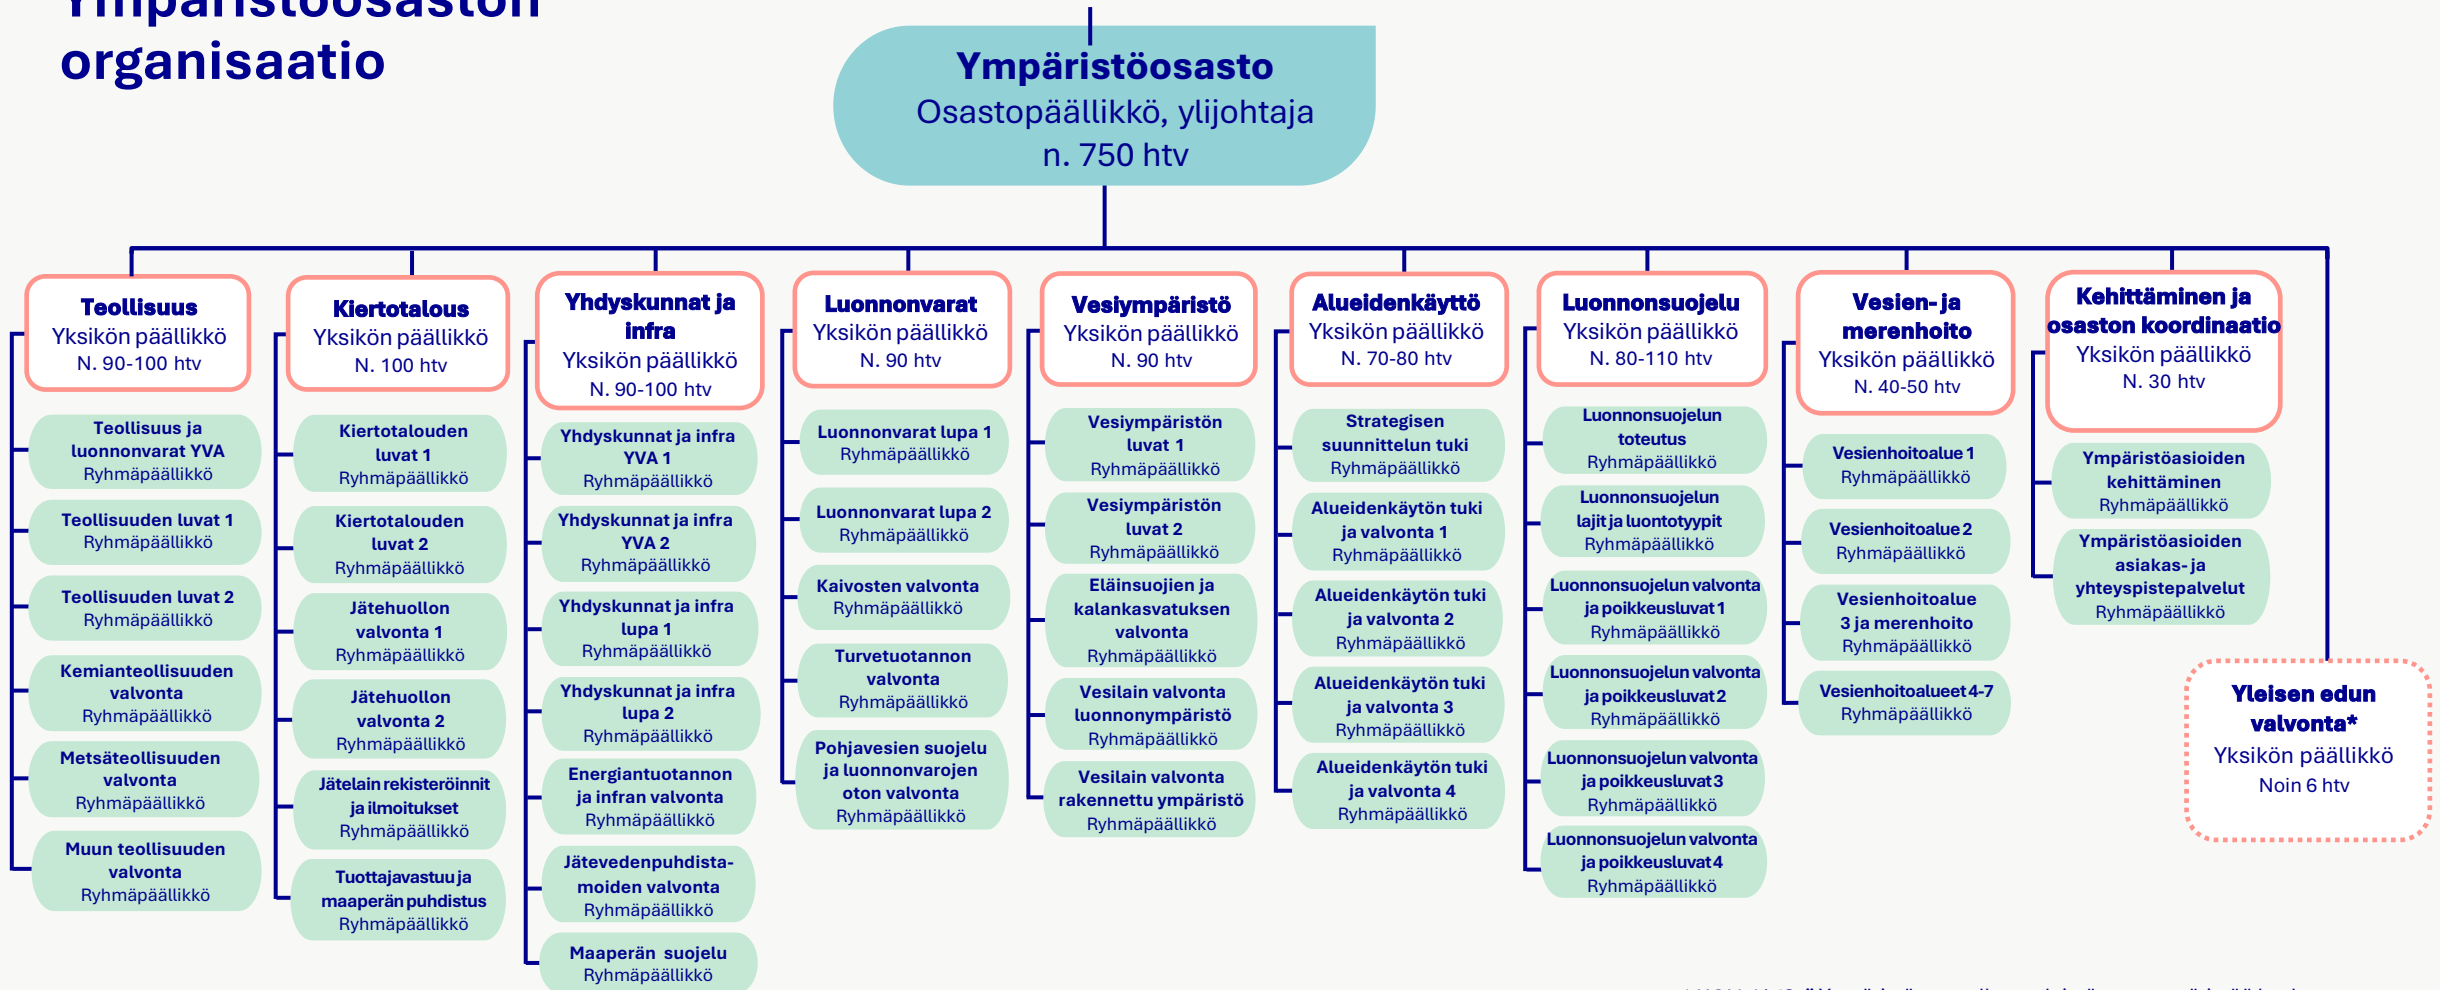 Ympäristöosaston
organisaatio
Ympäristöosasto
Osastopäällikkö, ylijohtaja
n. 750 htv
Teollisuus
Yksikön päällikkö
N. 90-100 htv
Teollisuus ja
luonnonvarat YVA
Ryhmäpäällikkö
Teollisuuden luvat 1
Ryhmäpäällikkö
Teollisuuden luvat 2
Ryhmäpäällikkö
Kemianteollisuuden
valvonta
Ryhmäpäällikkö
Metsäteollisuuden
valvonta
Ryhmäpäällikkö
Muun teollisuuden
valvonta
Ryhmäpäällikkö
Kiertotalous
Yksikön päällikkö
N. 100 htv
Kiertotalouden
luvat 1
Ryhmäpäällikkö
Kiertotalouden
luvat 2
Ryhmäpäällikkö
Jätehuollon
valvonta 1
Ryhmäpäällikkö
Jätehuollon
valvonta 2
Ryhmäpäällikkö
Jätelain rekisteröinnit
ja ilmoitukset
Ryhmäpäällikkö
Tuottajavastuu ja
maaperän puhdistus
Ryhmäpäällikkö
Yhdyskunnat ja
infra
Yksikön päällikkö
N. 90-100 htv
Yhdyskunnat ja infra
YVA 1
Ryhmäpäällikkö
Yhdyskunnat ja infra
YVA 2
Ryhmäpäällikkö
Yhdyskunnat ja infra
lupa 1
Ryhmäpäällikkö
Yhdyskunnat ja infra
lupa 2
Ryhmäpäällikkö
Energiantuotannon
ja infran valvonta
Ryhmäpäällikkö
Jätevedenpuhdista-
moiden valvonta
Ryhmäpäällikkö
Maaperän suojelu
Ryhmäpäällikkö
Luonnonvarat
Yksikön päällikkö
N. 90 htv
Luonnonvarat lupa 1
Ryhmäpäällikkö
Luonnonvarat lupa 2
Ryhmäpäällikkö
Kaivosten valvonta
Ryhmäpäällikkö
Turvetuotannon
valvonta
Ryhmäpäällikkö
Pohjavesien suojelu
ja luonnonvarojen
oton valvonta
Ryhmäpäällikkö
Vesiympäristö
Yksikön päällikkö
N. 90 htv
Vesiympäristön
luvat 1
Ryhmäpäällikkö
Vesiympäristön
luvat 2
Ryhmäpäällikkö
Eläinsuojien ja
kalankasvatuksen
valvonta
Ryhmäpäällikkö
Vesilain valvonta
luonnonympäristö
Ryhmäpäällikkö
Vesilain valvonta
rakennettu ympäristö
Ryhmäpäällikkö
Alueidenkäyttö
Yksikön päällikkö
N. 70-80 htv
Strategisen
suunnittelun tuki
Ryhmäpäällikkö
Alueidenkäytön tuki
ja valvonta 1
Ryhmäpäällikkö
Alueidenkäytön tuki
ja valvonta 2
Ryhmäpäällikkö
Alueidenkäytön tuki
ja valvonta 3
Ryhmäpäällikkö
Alueidenkäytön tuki
ja valvonta 4
Ryhmäpäällikkö
Luonnonsuojelu
Yksikön päällikkö
N. 80-110 htv
Luonnonsuojelun
toteutus
Ryhmäpäällikkö
Luonnonsuojelun
lajit ja luontotyypit
Ryhmäpäällikkö
Luonnonsuojelun valvonta
ja poikkeusluvat 1
Ryhmäpäällikkö
Luonnonsuojelun valvonta
ja poikkeusluvat 2
Ryhmäpäällikkö
Luonnonsuojelun valvonta
ja poikkeusluvat 3
Ryhmäpäällikkö
Luonnonsuojelun valvonta
ja poikkeusluvat 4
Ryhmäpäällikkö
Vesien- ja
merenhoito
Yksikön päällikkö
N. 40-50 htv
Vesienhoitoalue 1
Ryhmäpäällikkö
Vesienhoitoalue 2
Ryhmäpäällikkö
Vesienhoitoalue
3 ja merenhoito
Ryhmäpäällikkö
Vesienhoitoalueet 4-7
Ryhmäpäällikkö
Kehittäminen ja
osaston koordinaatio
Yksikön päällikkö
N. 30 htv
Ympäristöasioiden
kehittäminen
Ryhmäpäällikkö
Ympäristöasioiden
asiakas- ja
yhteyspistepalvelut
Ryhmäpäällikkö
Yleisen edun
valvonta*
Yksikön päällikkö
Noin 6 htv